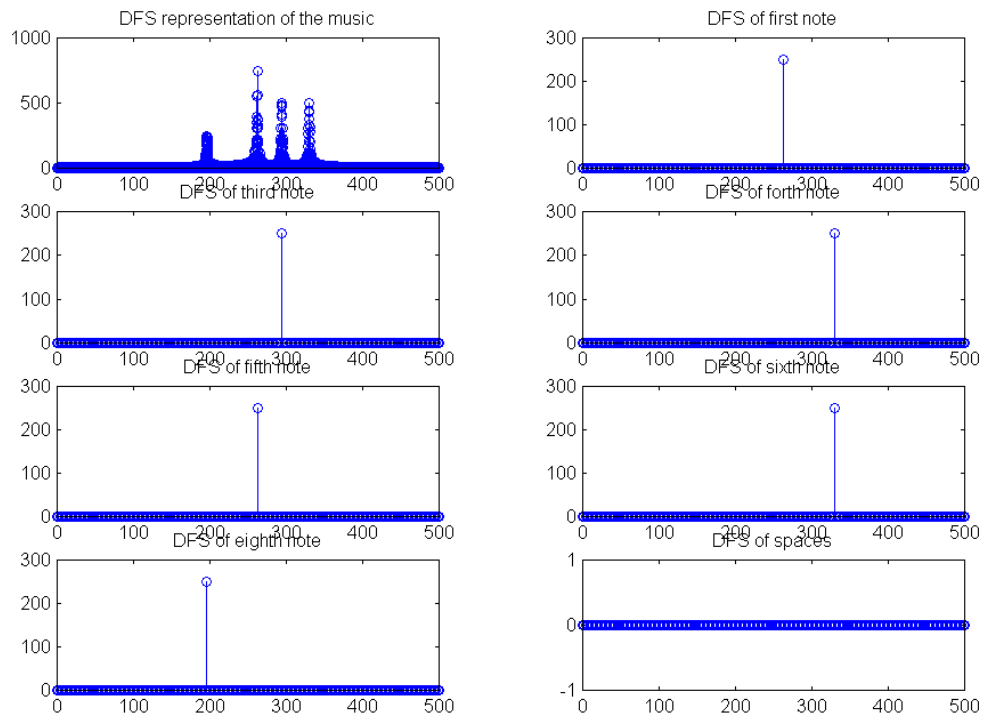 DFS representation of the music
1000
500
0
0 100 200 300 400 500
DFS of first note
300
200
100
0
0 100 200 300 400 500
DFS of third note
300
200
100
0
0 100 200 300 400 500
DFS of forth note
300
200
100
0
0 100 200 300 400 500
DFS of fifth note
300
200
100
0
0 100 200 300 400 500
DFS of sixth note
300
200
100
0
0 100 200 300 400 500
DFS of eighth note
300
200
100
0
0 100 200 300 400 500
DFS of spaces
1
0
-1
0 100 200 300 400 500